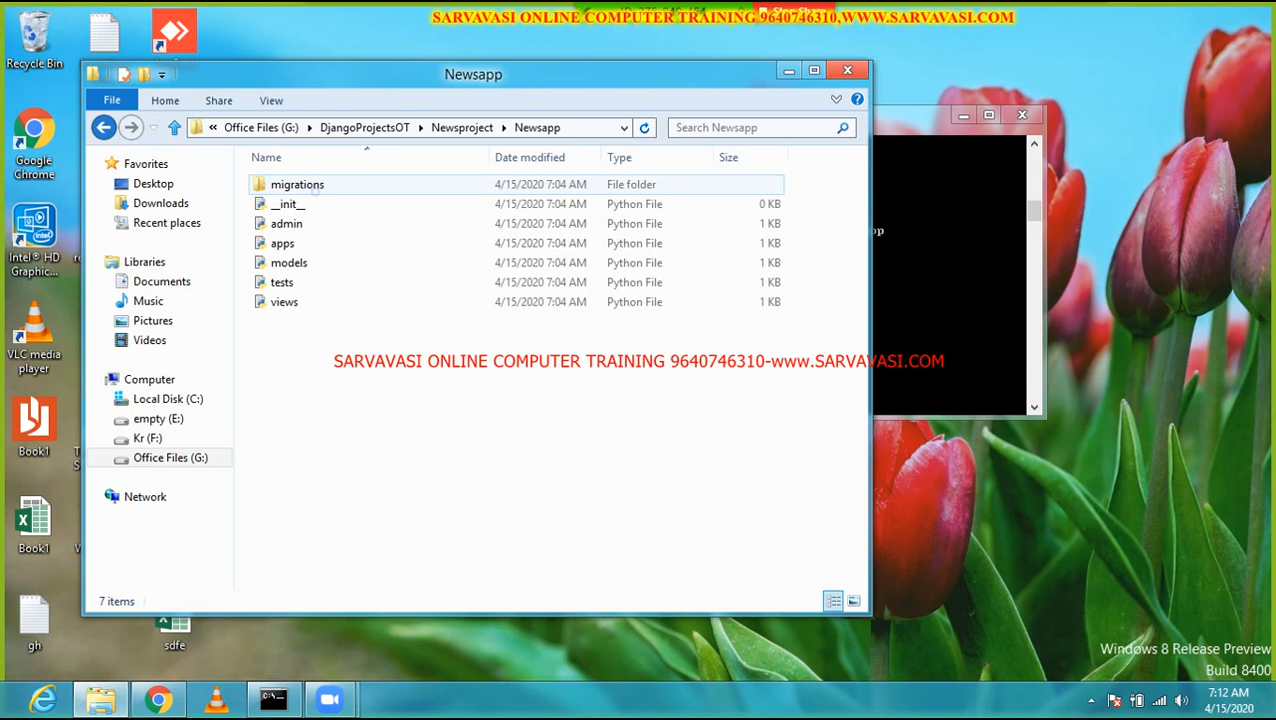 SARVAVASI ONLINE COMPUTER TRAINING 9640746310,WWW.SARVAVASI.COM
Recycle Bin
Newsapp
File Home Share View
Office Files (G:) DjangoProjectsOT Newsproject Newsapp
Search Newsapp
Google
Chrome
Intel® HD
Graphic...
VLC media
player
Book1
Book1
gh
sdfe
Favorites
Desktop
Downloads
Recent places
Libraries
Documents
Music
Pictures
Videos
Computer
Local Disk (C:)
empty (E:)
Kr (F:)
Office Files (G:)
Network
Name Date modified Type Size
migrations 4/15/2020 7:04 AM File folder
__init__ 4/15/2020 7:04 AM Python File 0 KB
admin 4/15/2020 7:04 AM Python File 1 KB
apps 4/15/2020 7:04 AM Python File 1 KB
models 4/15/2020 7:04 AM Python File 1 KB
tests 4/15/2020 7:04 AM Python File 1 KB
views 4/15/2020 7:04 AM Python File 1 KB
SARVAVASI ONLINE COMPUTER TRAINING 9640746310-www.SARVAVASI.COM
7 items
Windows 8 Release Preview
Build 8400
7:12 AM
4/15/2020